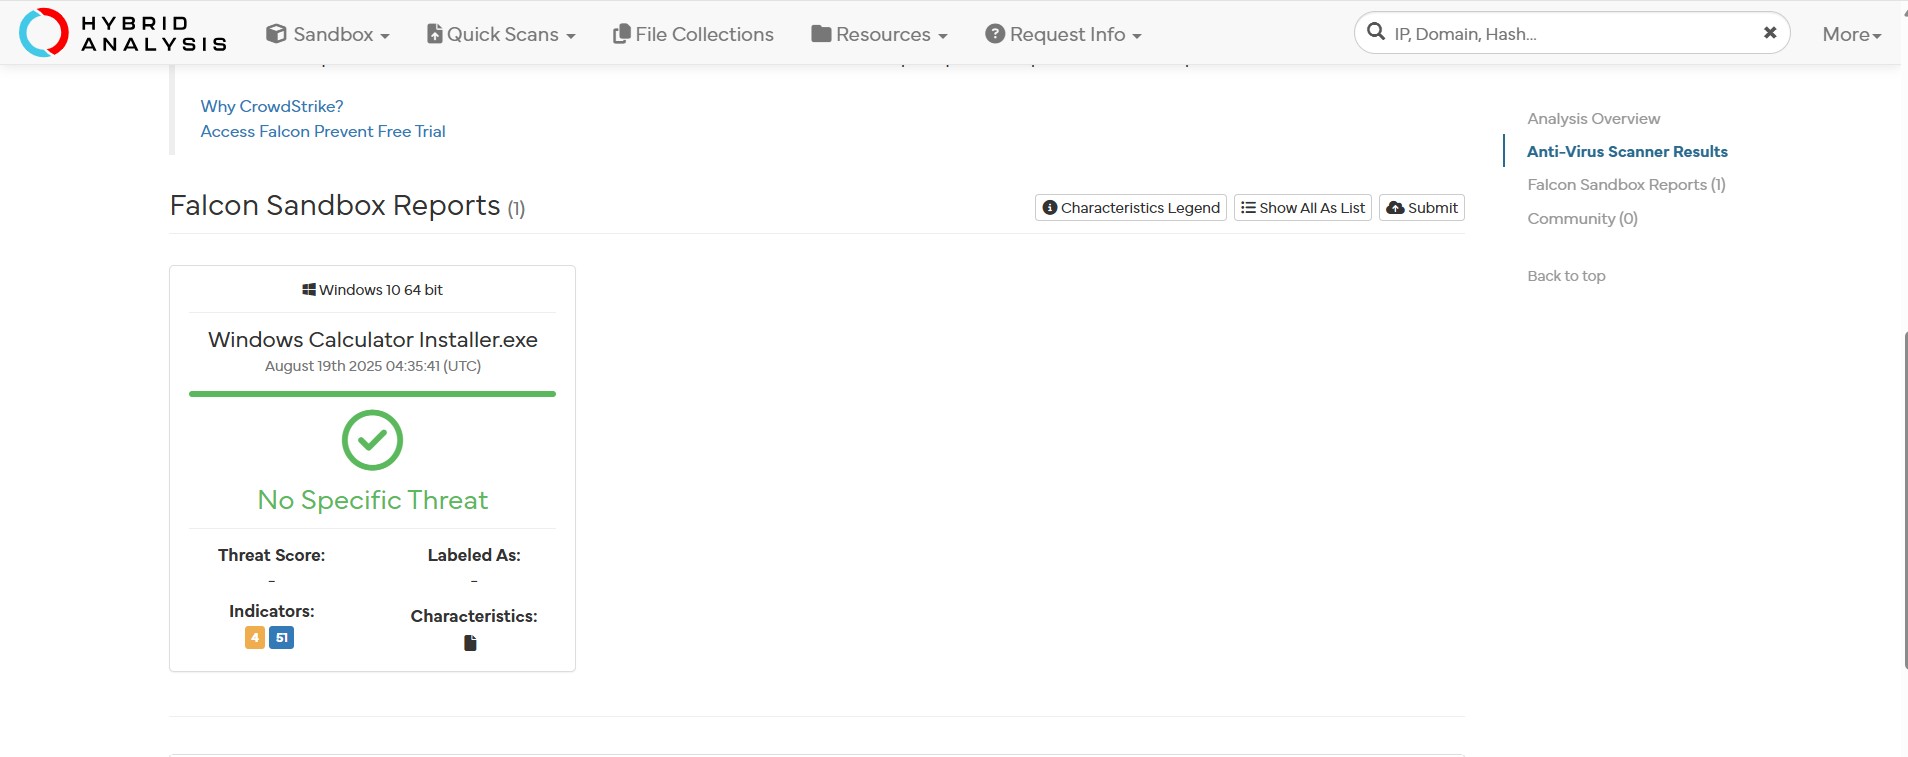 HYBRID
ANALYSIS
Sandbox
Quick Scans
File Collections
Resources
Request Info
IP, Domain, Hash...
More
Why CrowdStrike?
Access Falcon Prevent Free Trial
Analysis Overview
Anti-Virus Scanner Results
Falcon Sandbox Reports (1)
Community (0)
Back to top
Falcon Sandbox Reports (1)
Characteristics Legend
Show All As List
Submit
Windows 10 64 bit
Windows Calculator Installer.exe
August 19th 2025 04:35:41 (UTC)
No Specific Threat
Threat Score:
-
Labeled As:
-
Indicators:
4 51
Characteristics: